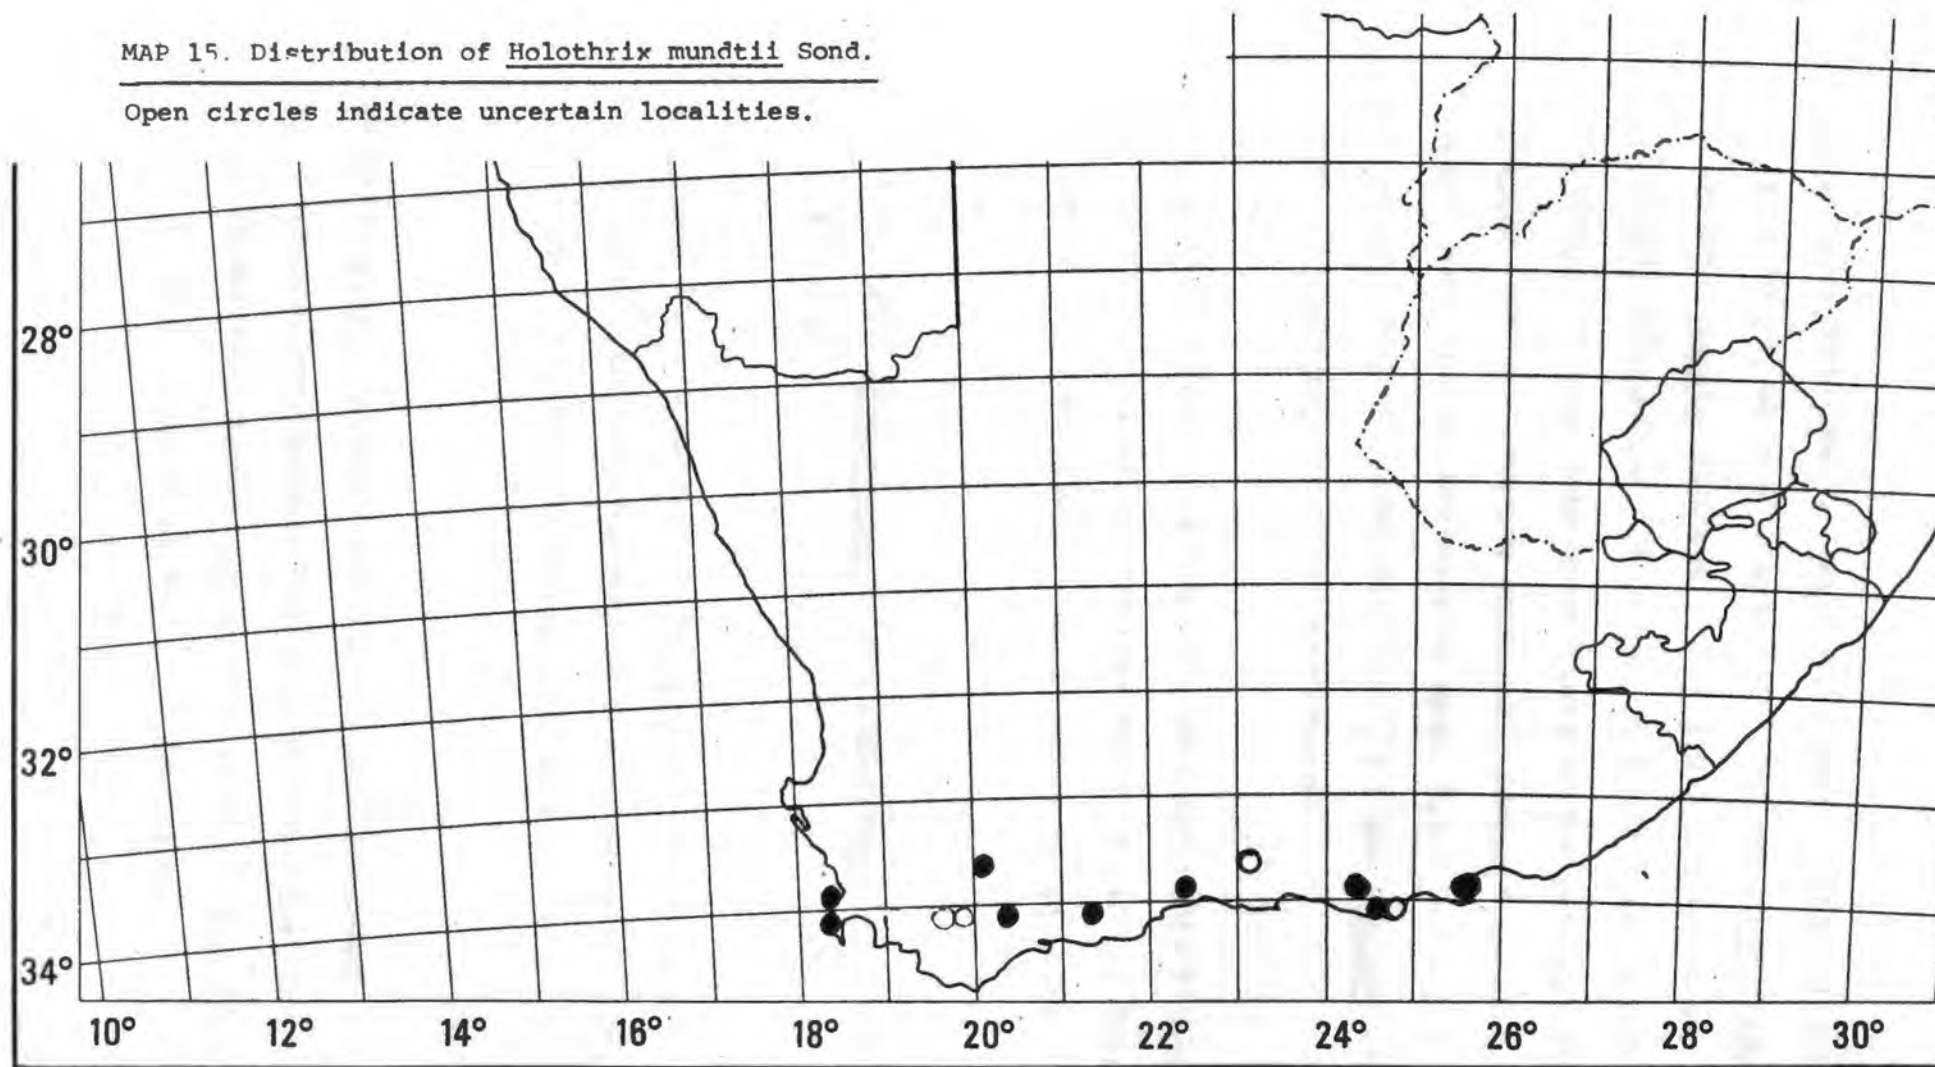 MAP 15. Distribution of Holothrix mundtii Sond.
Open circles indicate uncertain localities.
28°
30°
32°
34°
10° 12° 14° 16° 18° 20° 22° 24° 26° 28° 30°